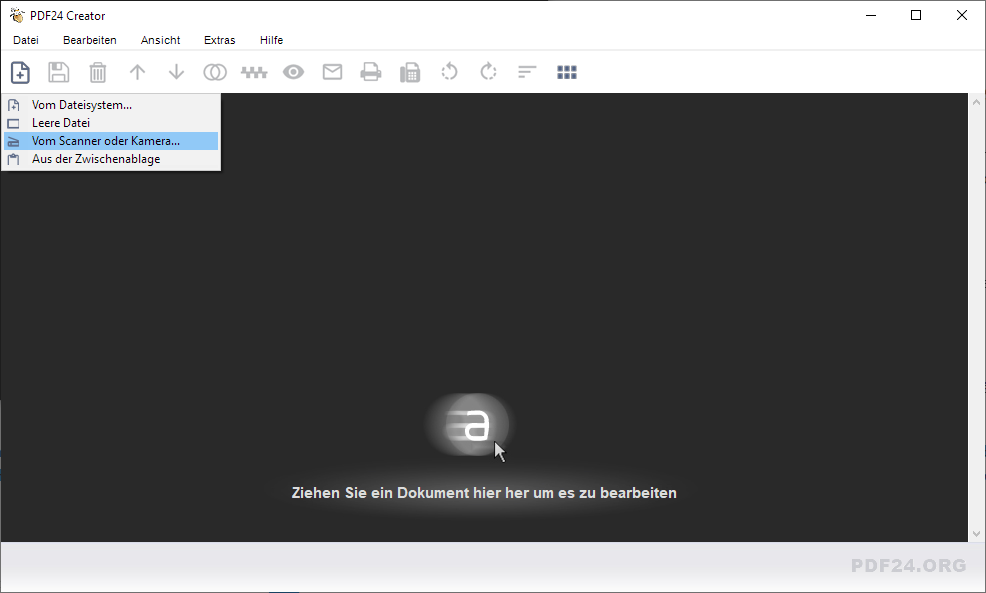 PDF24 Creator
Datei Bearbeiten Ansicht Extras Hilfe
Vom Dateisystem...
Leere Datei
Vom Scanner oder Kamera...
Aus der Zwischenablage
a
Ziehen Sie ein Dokument hier her um es zu bearbeiten
PDF24.ORG